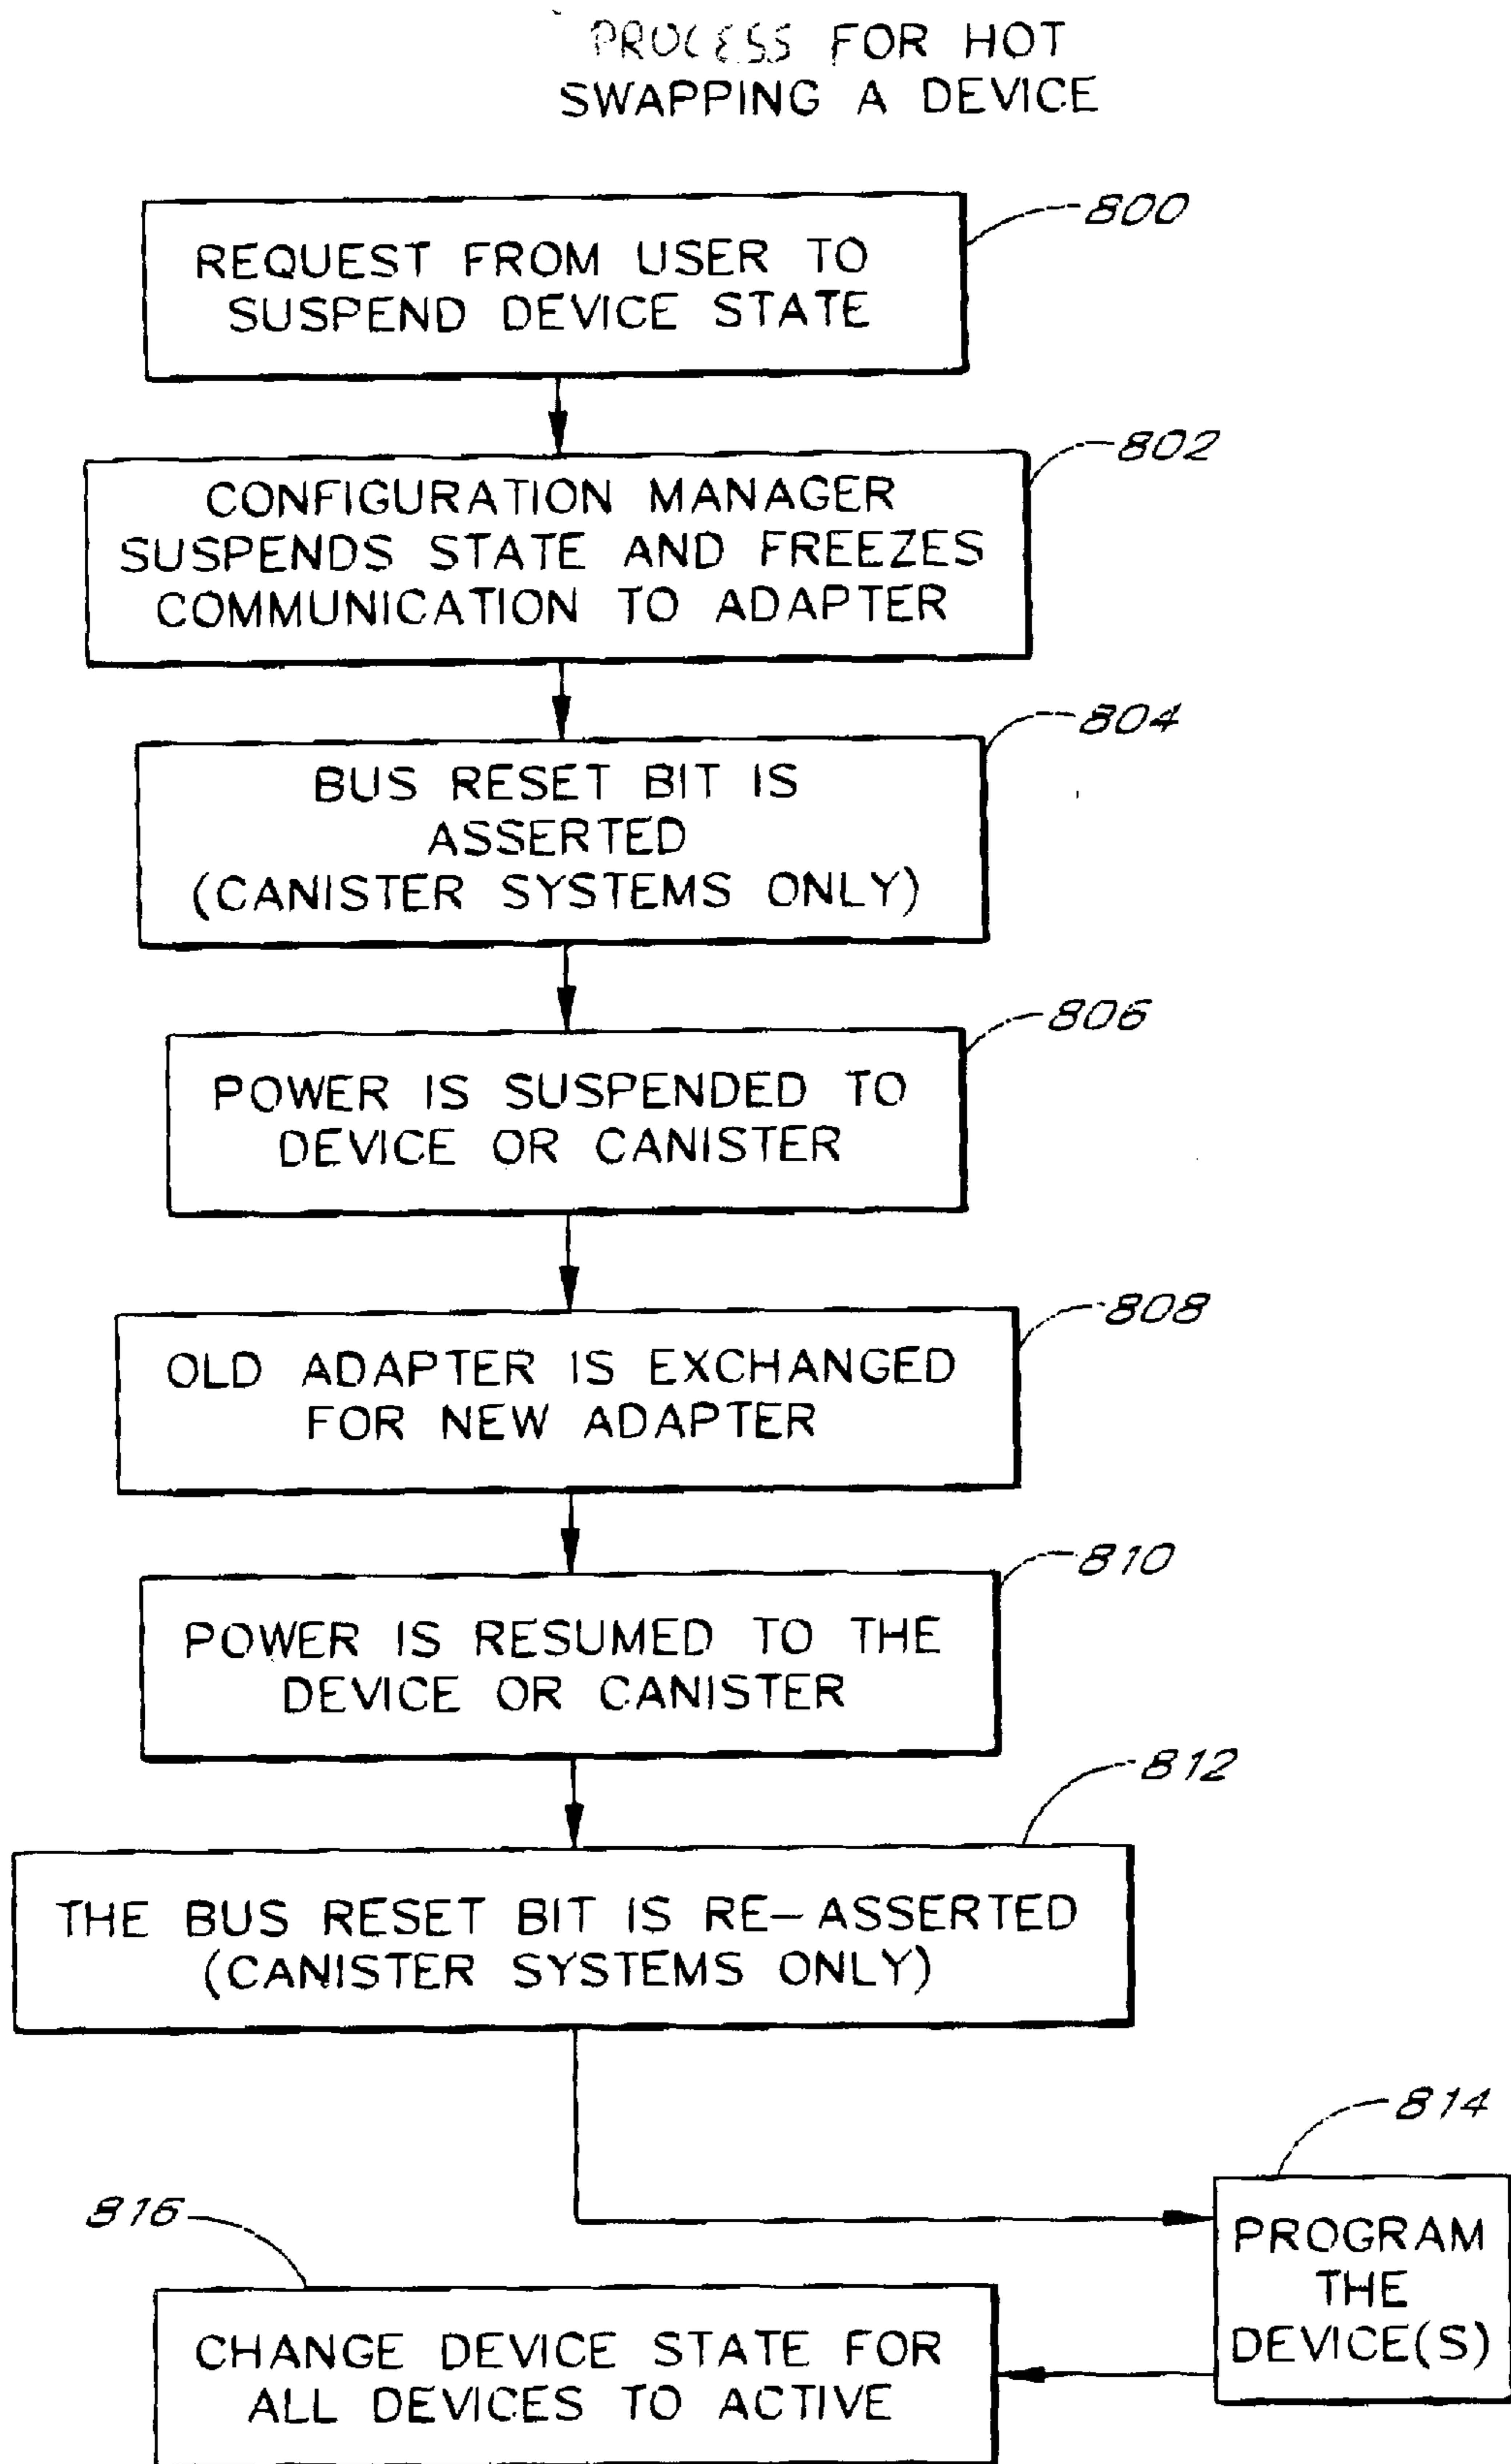 PROCESS FOR HOT
SWAPPING A DEVICE
800
REQUEST FROM USER TO
SUSPEND DEVICE STATE
802
CONFIGURATION MANAGER
SUSPENDS STATE AND FREEZES
COMMUNICATION TO ADAPTER
804
BUS RESET BIT IS
ASSERTED
(CANISTER SYSTEMS ONLY)
806
POWER IS SUSPENDED TO
DEVICE OR CANISTER
808
OLD ADAPTER IS EXCHANGED
FOR NEW ADAPTER
810
POWER IS RESUMED TO THE
DEVICE OR CANISTER
812
THE BUS RESET BIT IS RE-ASSERTED
(CANISTER SYSTEMS ONLY)
814
PROGRAM
THE
DEVICE(S)
816
CHANGE DEVICE STATE FOR
ALL DEVICES TO ACTIVE